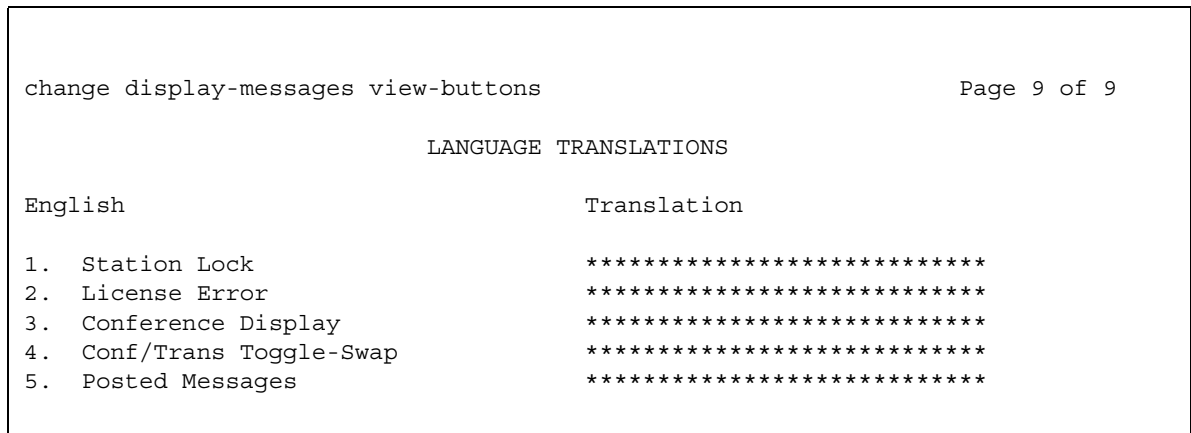 change display-messages view-buttons Page 9 of 9
LANGUAGE TRANSLATIONS
English Translation
1. Station Lock ****************************
2. License Error ****************************
3. Conference Display ****************************
4. Conf/Trans Toggle-Swap ****************************
5. Posted Messages ****************************